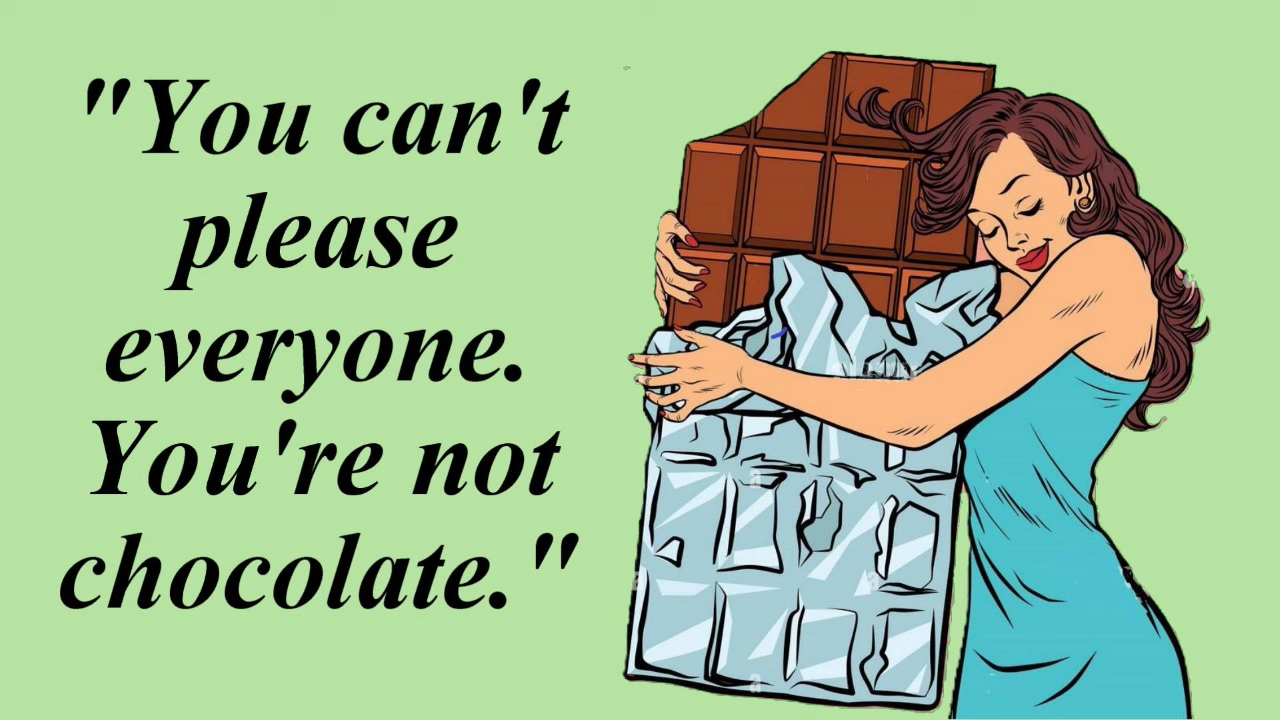 "You can't
please
everyone.
You're not
chocolate."